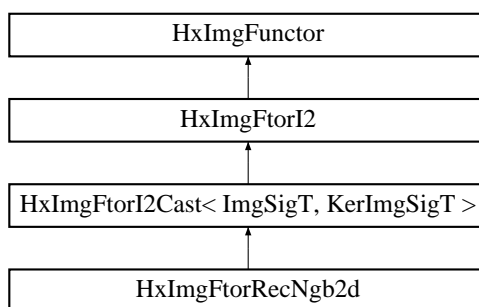 HxImgFunctor
HxImgFtorI2
HxImgFtorI2Cast< ImgSigT, KerImgSigT >
HxImgFtorRecNgb2d